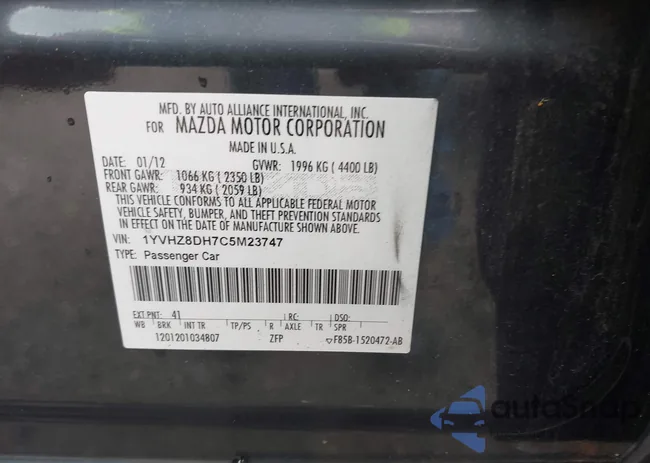 MFD. BY AUTO ALLIANCE INTERNATIONAL, INC.
FOR MAZDA MOTOR CORPORATION
MADE IN U.S.A.
DATE: 01/12 GVWR: 1996 KG ( 4400 LB)
FRONT GAWR: 1066 KG ( 2350 LB)
REAR GAWR: 934 KG ( 2059 LB)
THIS VEHICLE CONFORMS TO ALL APPLICABLE FEDERAL MOTOR
VEHICLE SAFETY, BUMPER, AND THEFT PREVENTION STANDARDS
IN EFFECT ON THE DATE OF MANUFACTURE SHOWN ABOVE.
VIN: 1YVHZ8DH7C5M23747
TYPE: Passenger Car
EXT PNT: 41 RC: DSO:
WB BRK INT TR TP/PS R AXLE TR SPR
1201201034807 ZFP F85B-1520472-AB
autoSnap